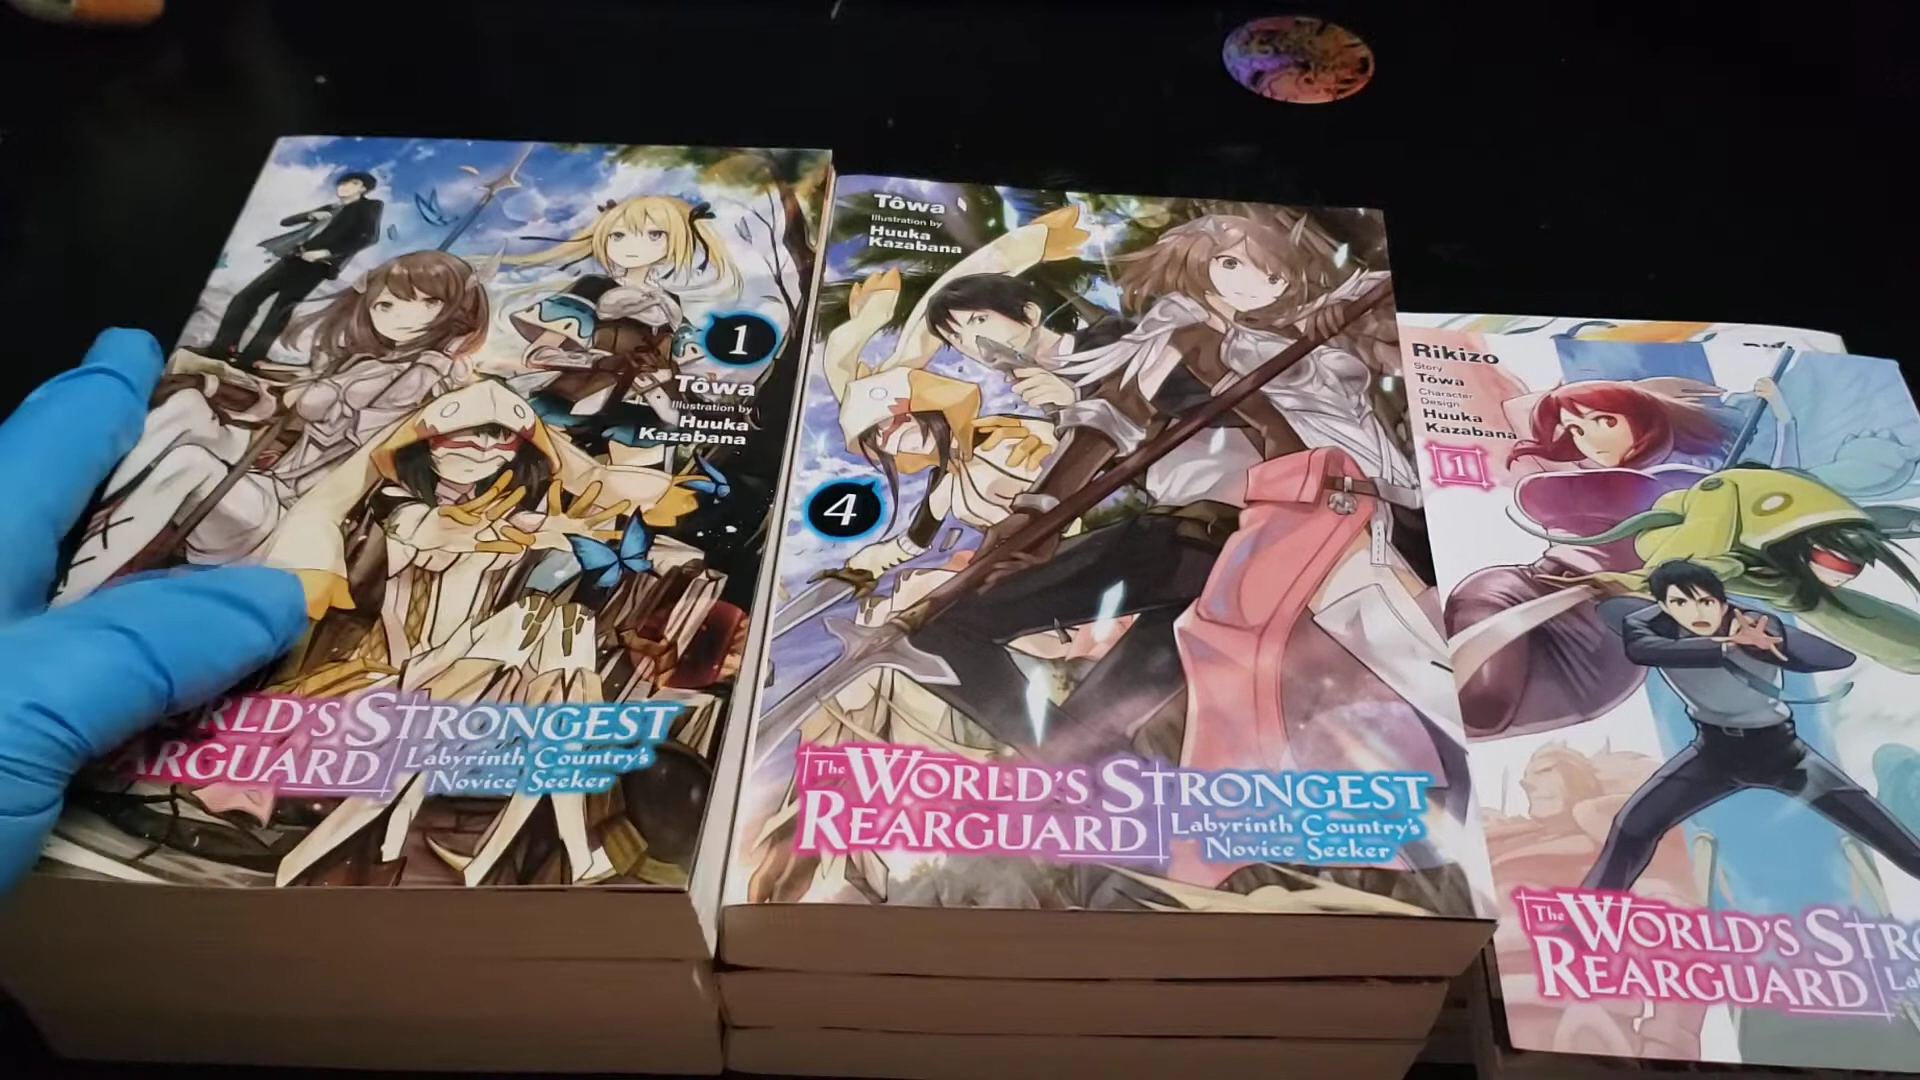 1
Tôwa
Illustration by
Huuka
Kazabana
WORLD'S STRONGEST
REARGUARD
Labyrinth Country's
Novice Seeker
Tôwa
Illustration by
Huuka
Kazabana
4
The WORLD'S STRONGEST
REARGUARD
Labyrinth Country's
Novice Seeker
Rikizo
Story
Tôwa
Character
Design
Huuka
Kazabana
1
The WORLD'S STR
REARGUARD
La